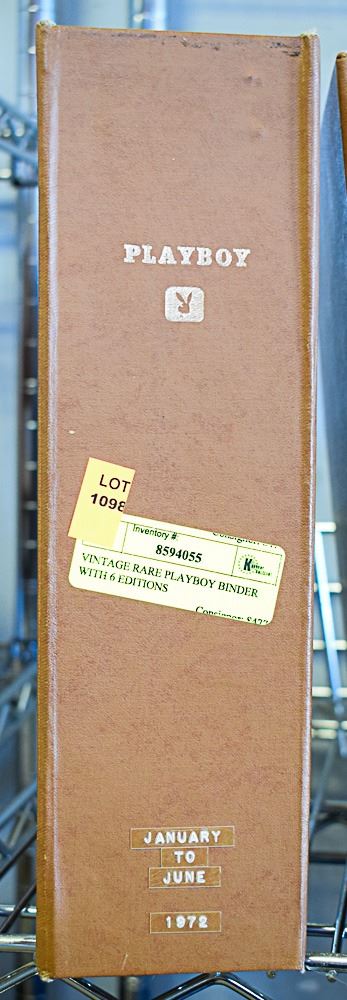 PLAYBOY
LOT
1098
Inventory #:
8594055
VINTAGE RARE PLAYBOY BINDER
WITH 6 EDITIONS
JANUARY
TO
JUNE
1972